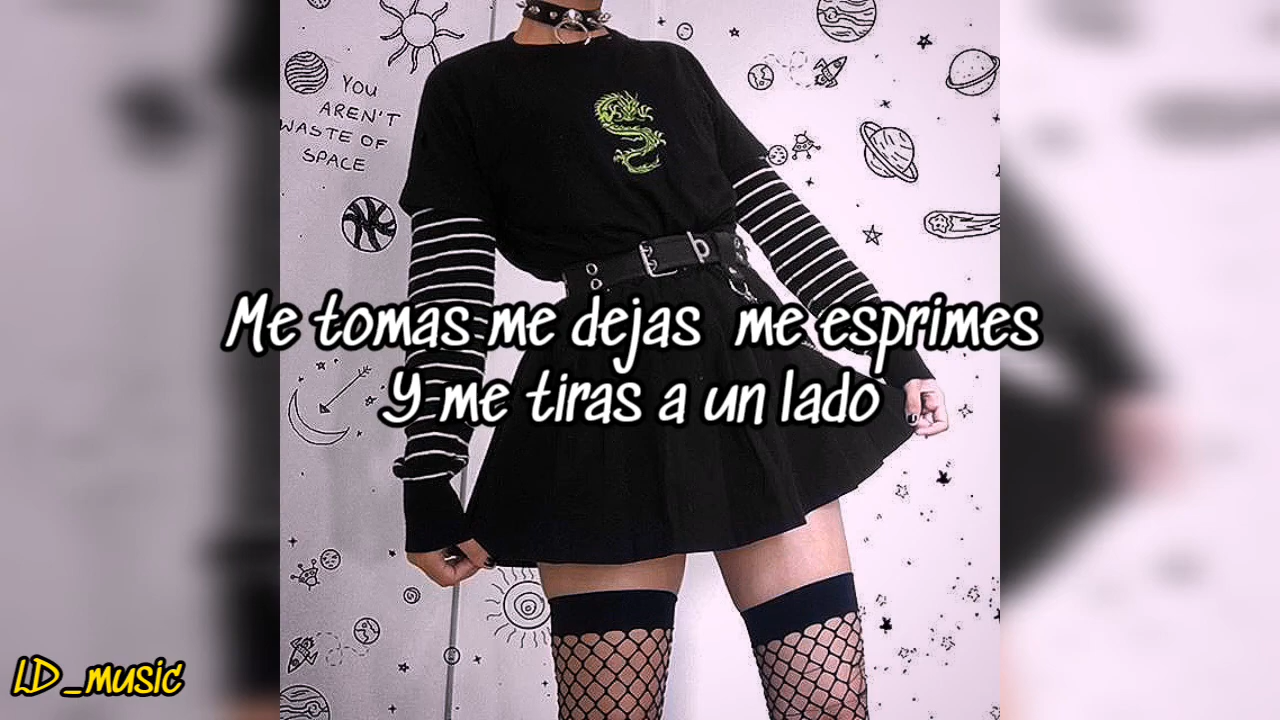 YOU
AREN'T
WASTE OF
SPACE
Me tomas me dejas me esprimes
Y me tiras a un lado
LD_music